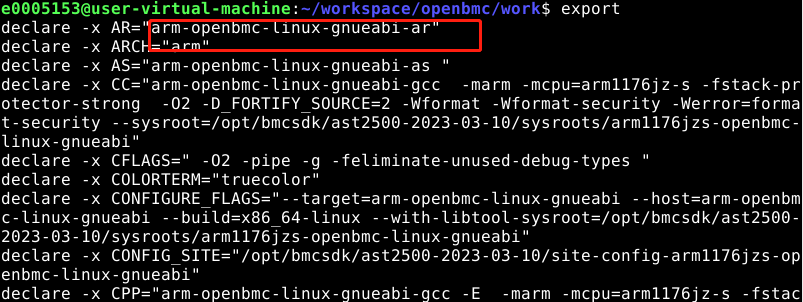 e0005153@user-virtual-machine:~/workspace/openbmc/work$ export
declare -x AR="arm-openbmc-linux-gnueabi-ar"
declare -x ARCH="arm"
declare -x AS="arm-openbmc-linux-gnueabi-as "
declare -x CC="arm-openbmc-linux-gnueabi-gcc  -marm -mcpu=arm1176jz-s -fstack-pr
otector-strong  -O2 -D_FORTIFY_SOURCE=2 -Wformat -Wformat-security -Werror=forma
t-security --sysroot=/opt/bmcsdk/ast2500-2023-03-10/sysroots/arm1176jzs-openbmc-
linux-gnueabi"
declare -x CFLAGS=" -O2 -pipe -g -feliminate-unused-debug-types "
declare -x COLORTERM="truecolor"
declare -x CONFIGURE_FLAGS="--target=arm-openbmc-linux-gnueabi --host=arm-openbm
c-linux-gnueabi --build=x86_64-linux --with-libtool-sysroot=/opt/bmcsdk/ast2500-
2023-03-10/sysroots/arm1176jzs-openbmc-linux-gnueabi"
declare -x CONFIG_SITE="/opt/bmcsdk/ast2500-2023-03-10/site-config-arm1176jzs-op
enbmc-linux-gnueabi"
declare -x CPP="arm-openbmc-linux-gnueabi-gcc -E  -marm -mcpu=arm1176jz-s -fstac